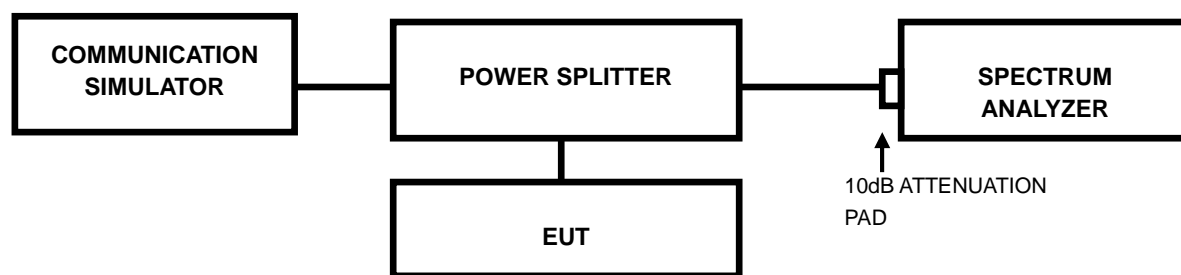 COMMUNICATION
SIMULATOR
POWER SPLITTER
SPECTRUM
ANALYZER
10dB ATTENUATION
PAD
EUT